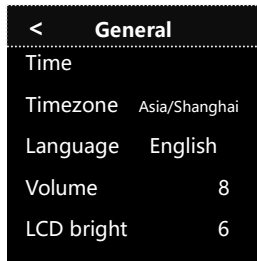 < General
Time
Timezone Asia/Shanghai
Language English
Volume 8
LCD bright 6